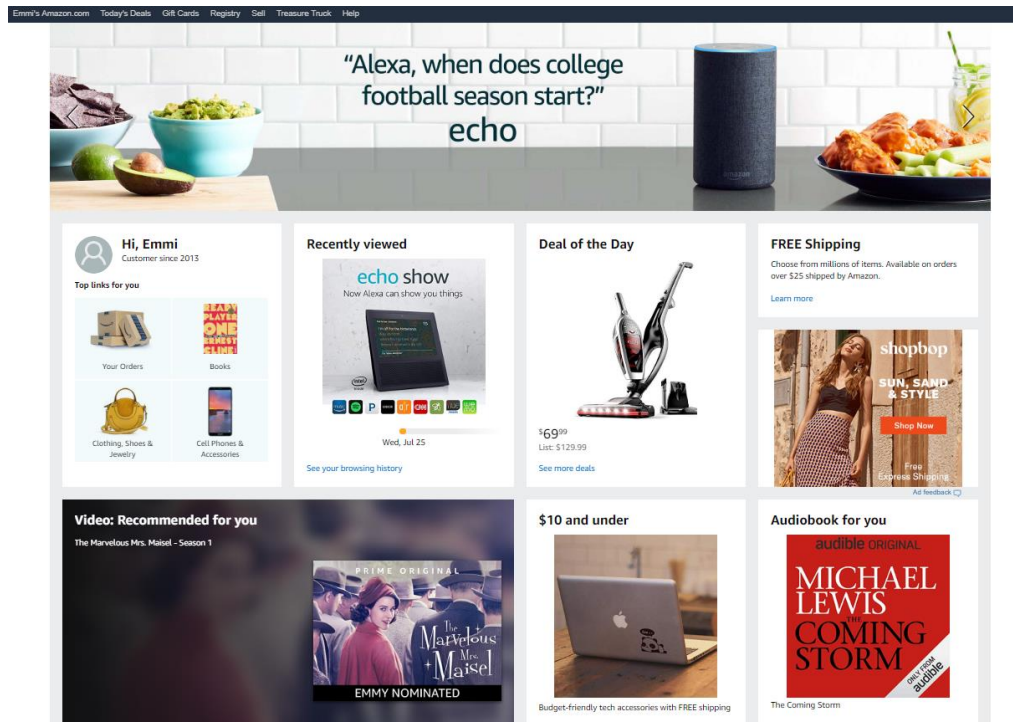 Emmi's Amazon.com Today's Deals Gift Cards Registry Sell Treasure Truck Help
“Alexa, when does college
football season start?”
echo
Hi, Emmi
Customer since 2013
Top links for you
Your Orders
READY
PLAYER
ONE
ERNEST
CLINE
Books
Clothing, Shoes &
Jewelry
Cell Phones &
Accessories
Recently viewed
echo show
Now Alexa can show you things
intel
Wed, Jul 25
See your browsing history
Deal of the Day
$69⁹⁹
List: $129.99
See more deals
FREE Shipping
Choose from millions of items. Available on orders
over $25 shipped by Amazon.
Learn more
shopbop
SUN, SAND
& STYLE
Shop Now
Free
Express Shipping
Ad feedback
Video: Recommended for you
The Marvelous Mrs. Maisel – Season 1
PRIME ORIGINAL
The
Marvelous
Mrs.
Maisel
EMMY NOMINATED
$10 and under
Budget-friendly tech accessories with FREE shipping
Audiobook for you
audible ORIGINAL
MICHAEL
LEWIS
THE
COMING
STORM
ONLY FROM
audible
The Coming Storm